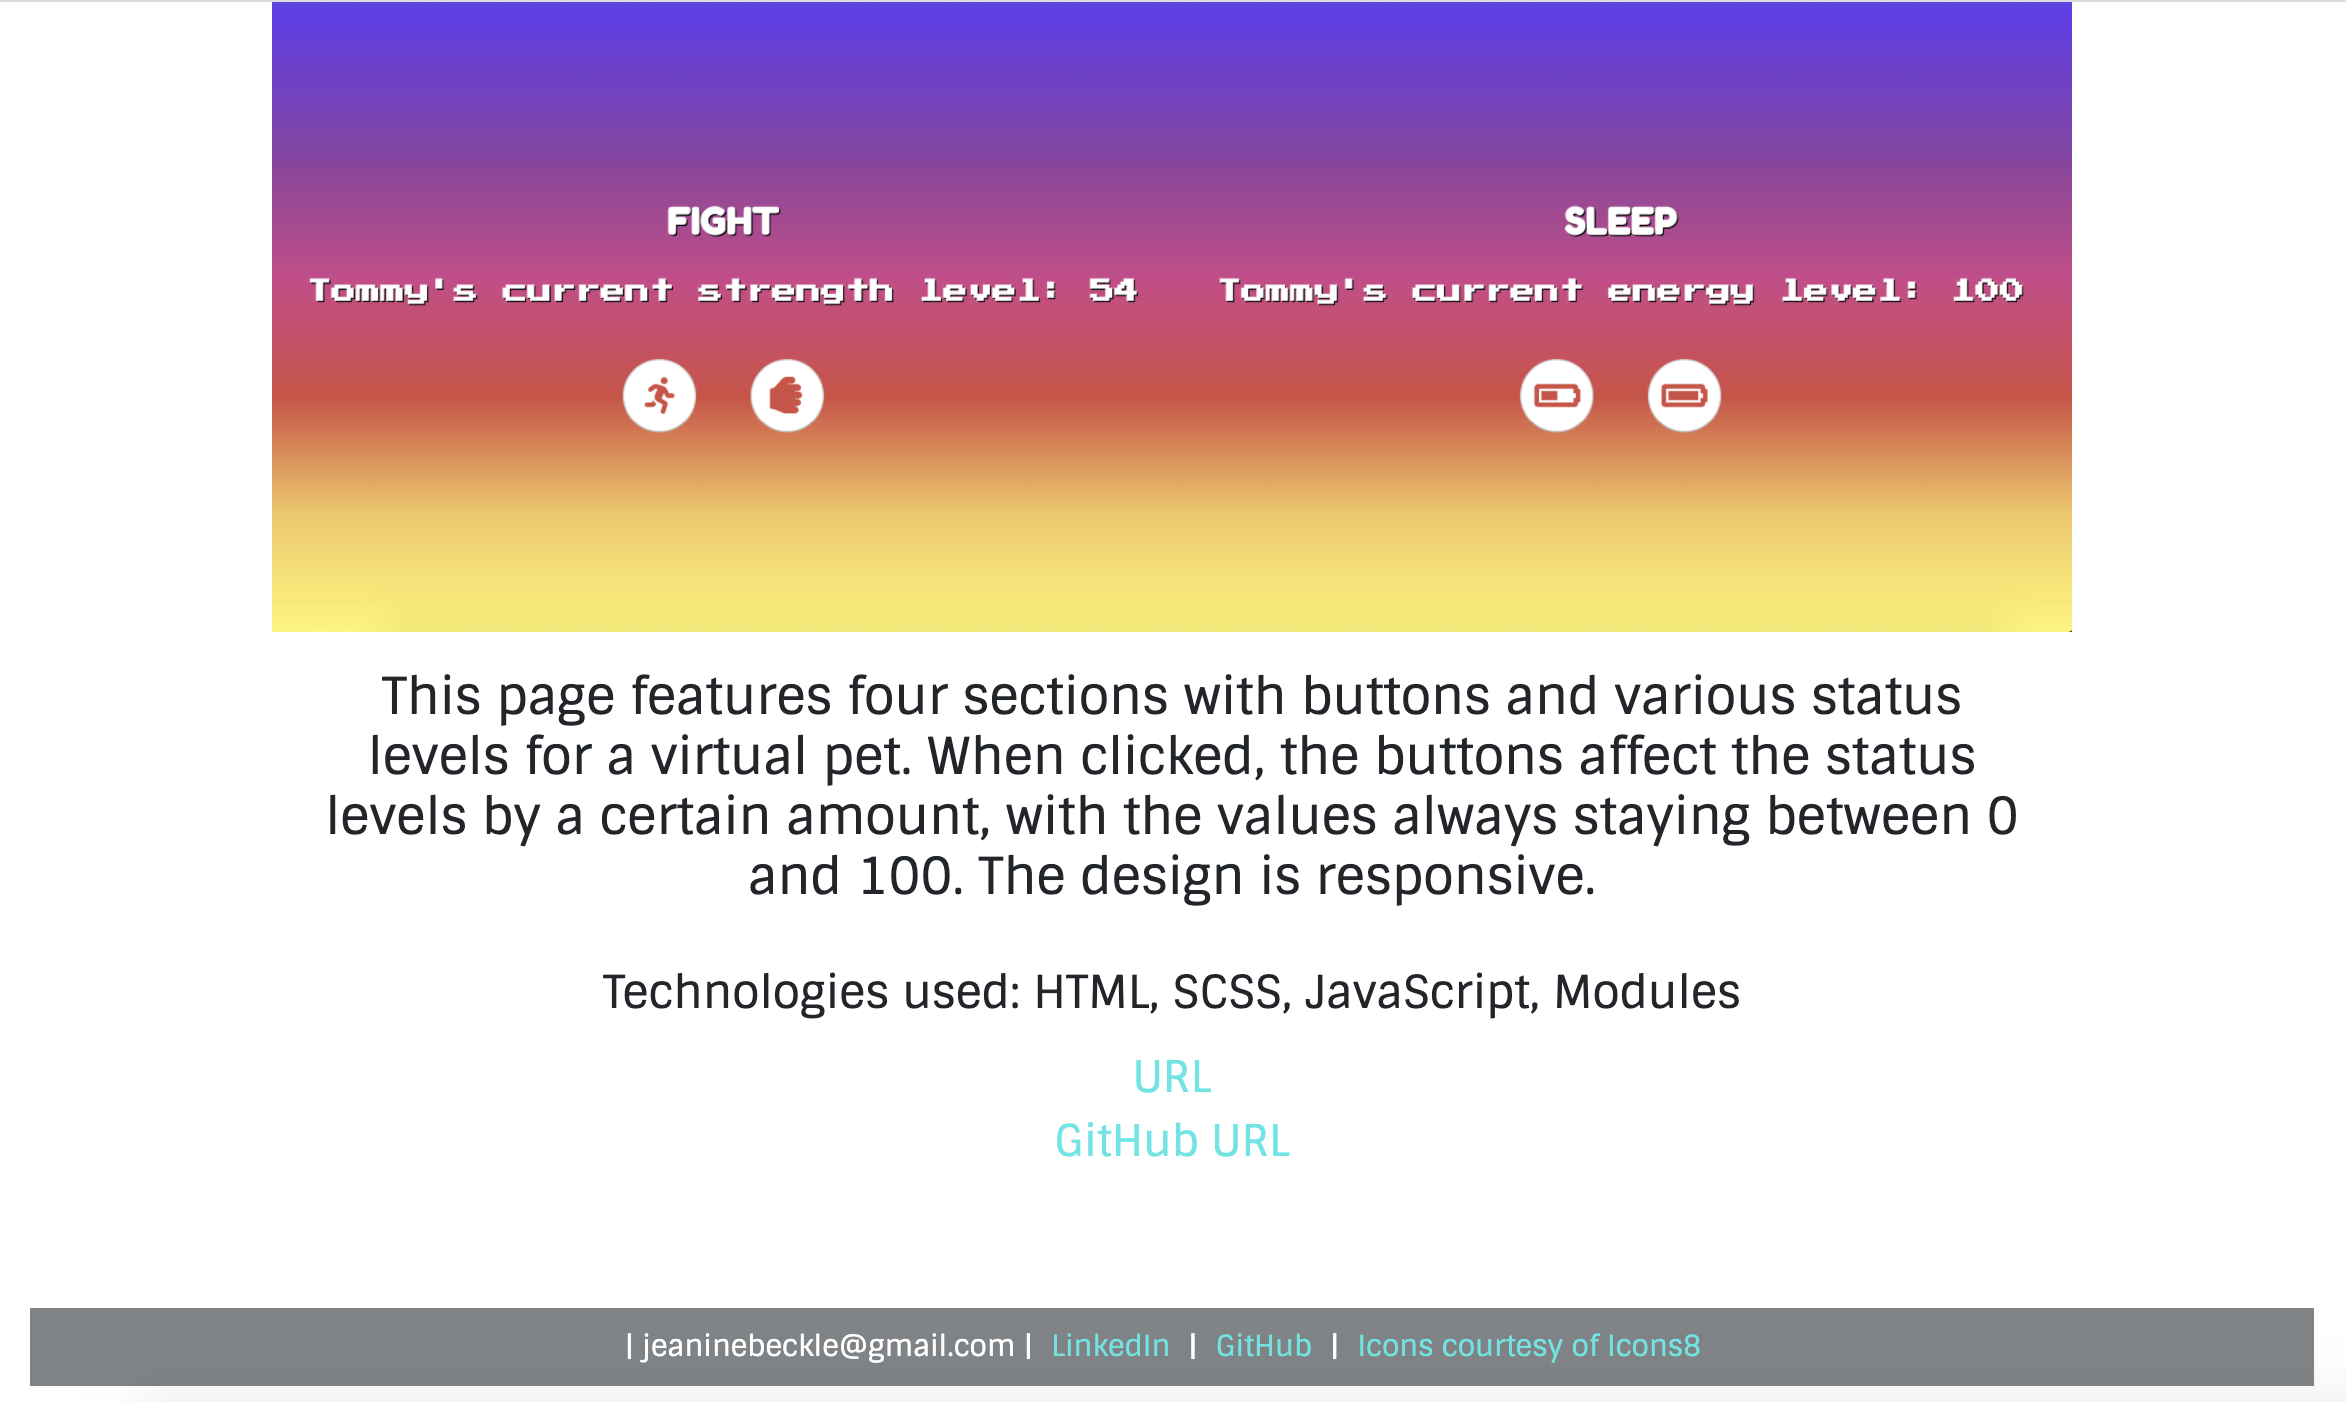 FIGHT
SLEEP
Tommy's current strength level: 54
Tommy's current energy level: 100
This page features four sections with buttons and various status
levels for a virtual pet. When clicked, the buttons affect the status
levels by a certain amount, with the values always staying between 0
and 100. The design is responsive.
Technologies used: HTML, SCSS, JavaScript, Modules
URL
GitHub URL
| jeaninebeckle@gmail.com | LinkedIn | GitHub | Icons courtesy of Icons8